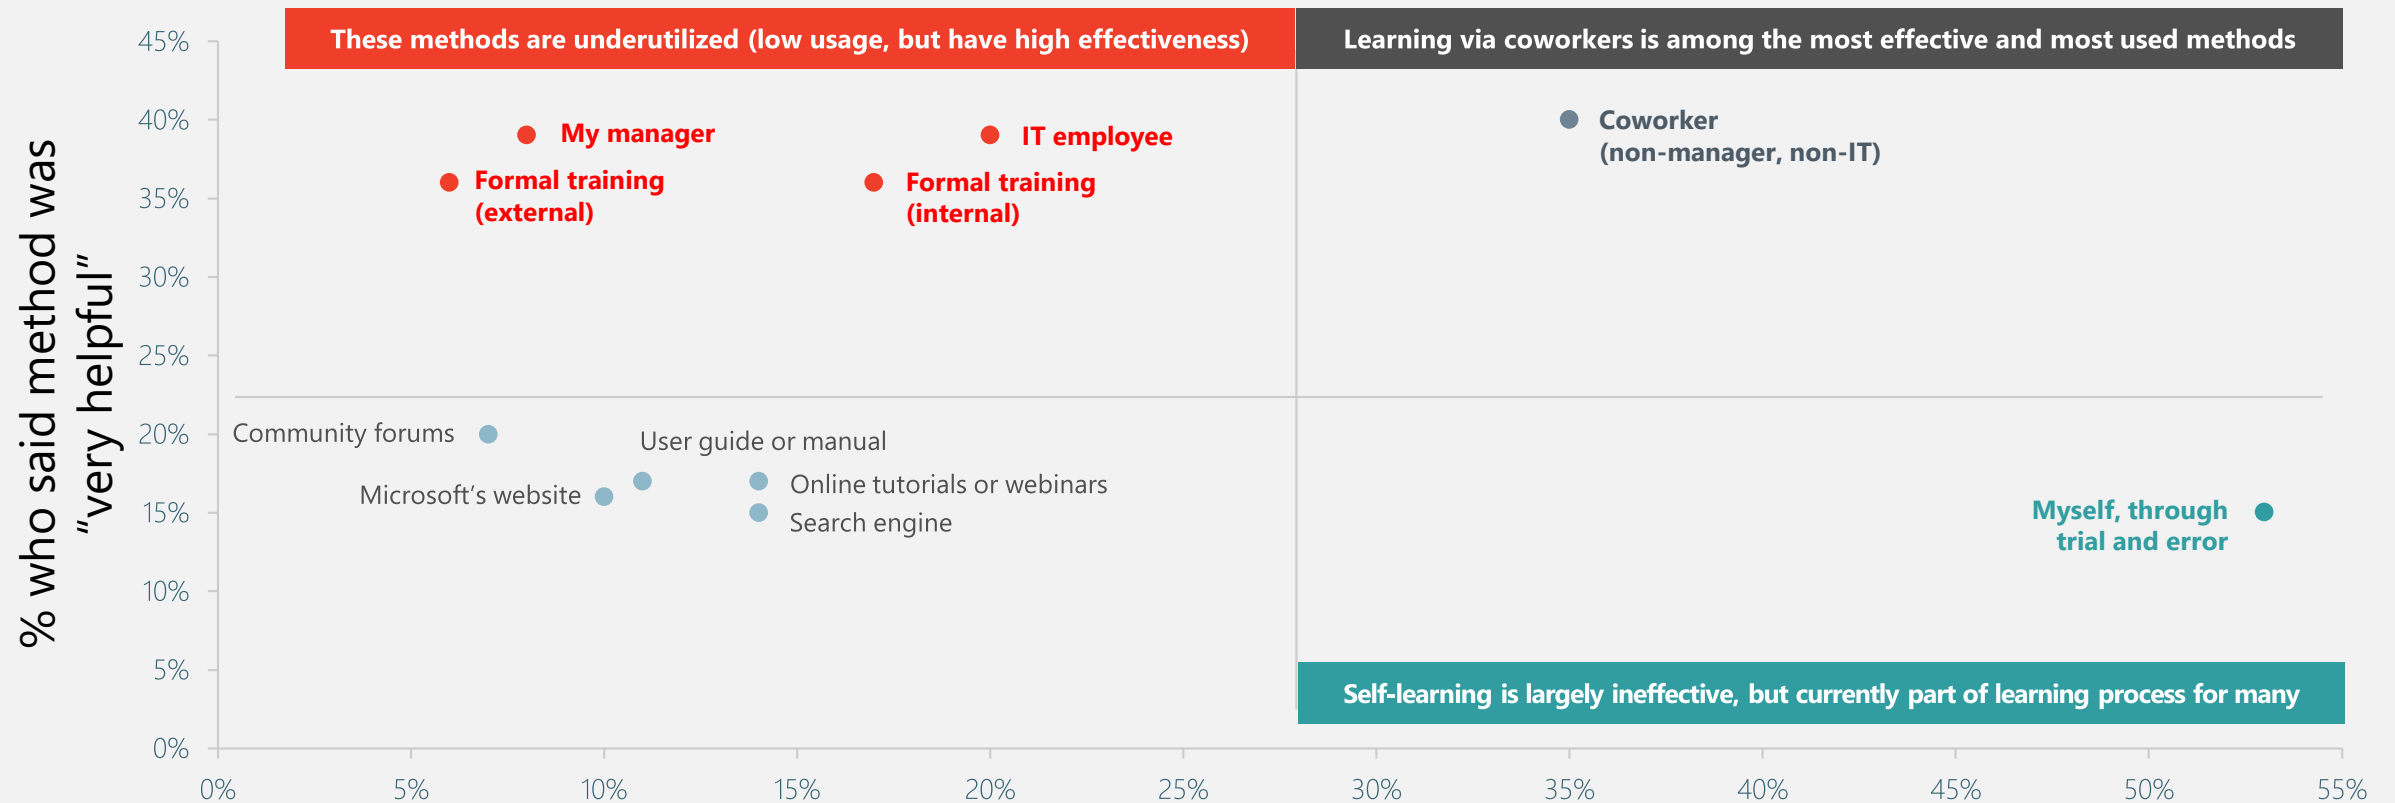 These methods are underutilized (low usage, but have high effectiveness)
Learning via coworkers is among the most effective and most used methods
% who said method was
“very helpful”
45%
40%
35%
30%
25%
20%
15%
10%
5%
0%
My manager
IT employee
Coworker
(non-manager, non-IT)
Formal training
(external)
Formal training
(internal)
Community forums
User guide or manual
Microsoft’s website
Online tutorials or webinars
Search engine
Myself, through
trial and error
Self-learning is largely ineffective, but currently part of learning process for many
0%
5%
10%
15%
20%
25%
30%
35%
40%
45%
50%
55%